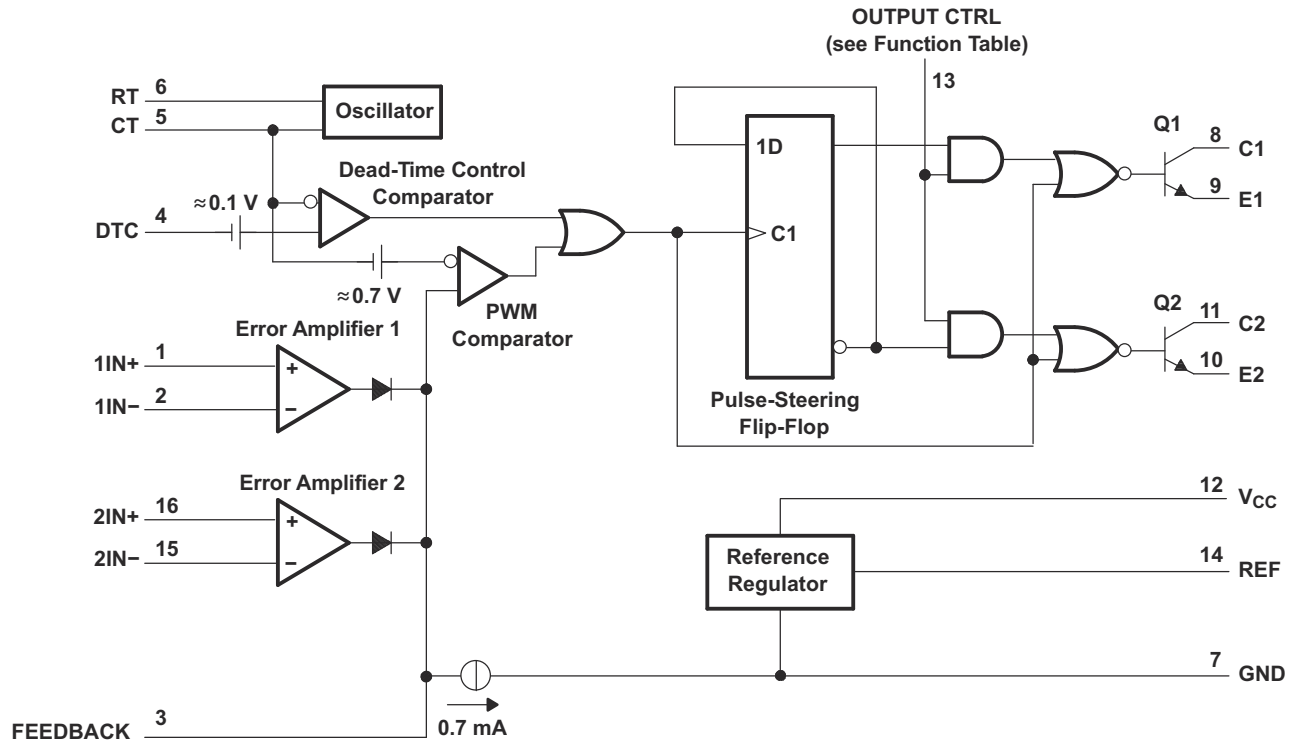 OUTPUT CTRL
(see Function Table)
13
RT 6
CT 5
Oscillator
Dead-Time Control
Comparator
≈ 0.1 V
DTC 4
≈ 0.7 V
PWM
Comparator
1D
C1
Pulse-Steering
Flip-Flop
Q1
8 C1
9 E1
Q2
11 C2
10 E2
Error Amplifier 1
1IN+ 1
1IN− 2
+
−
Error Amplifier 2
2IN+ 16
2IN− 15
+
−
12 VCC
Reference
Regulator
14 REF
7 GND
0.7 mA
FEEDBACK 3